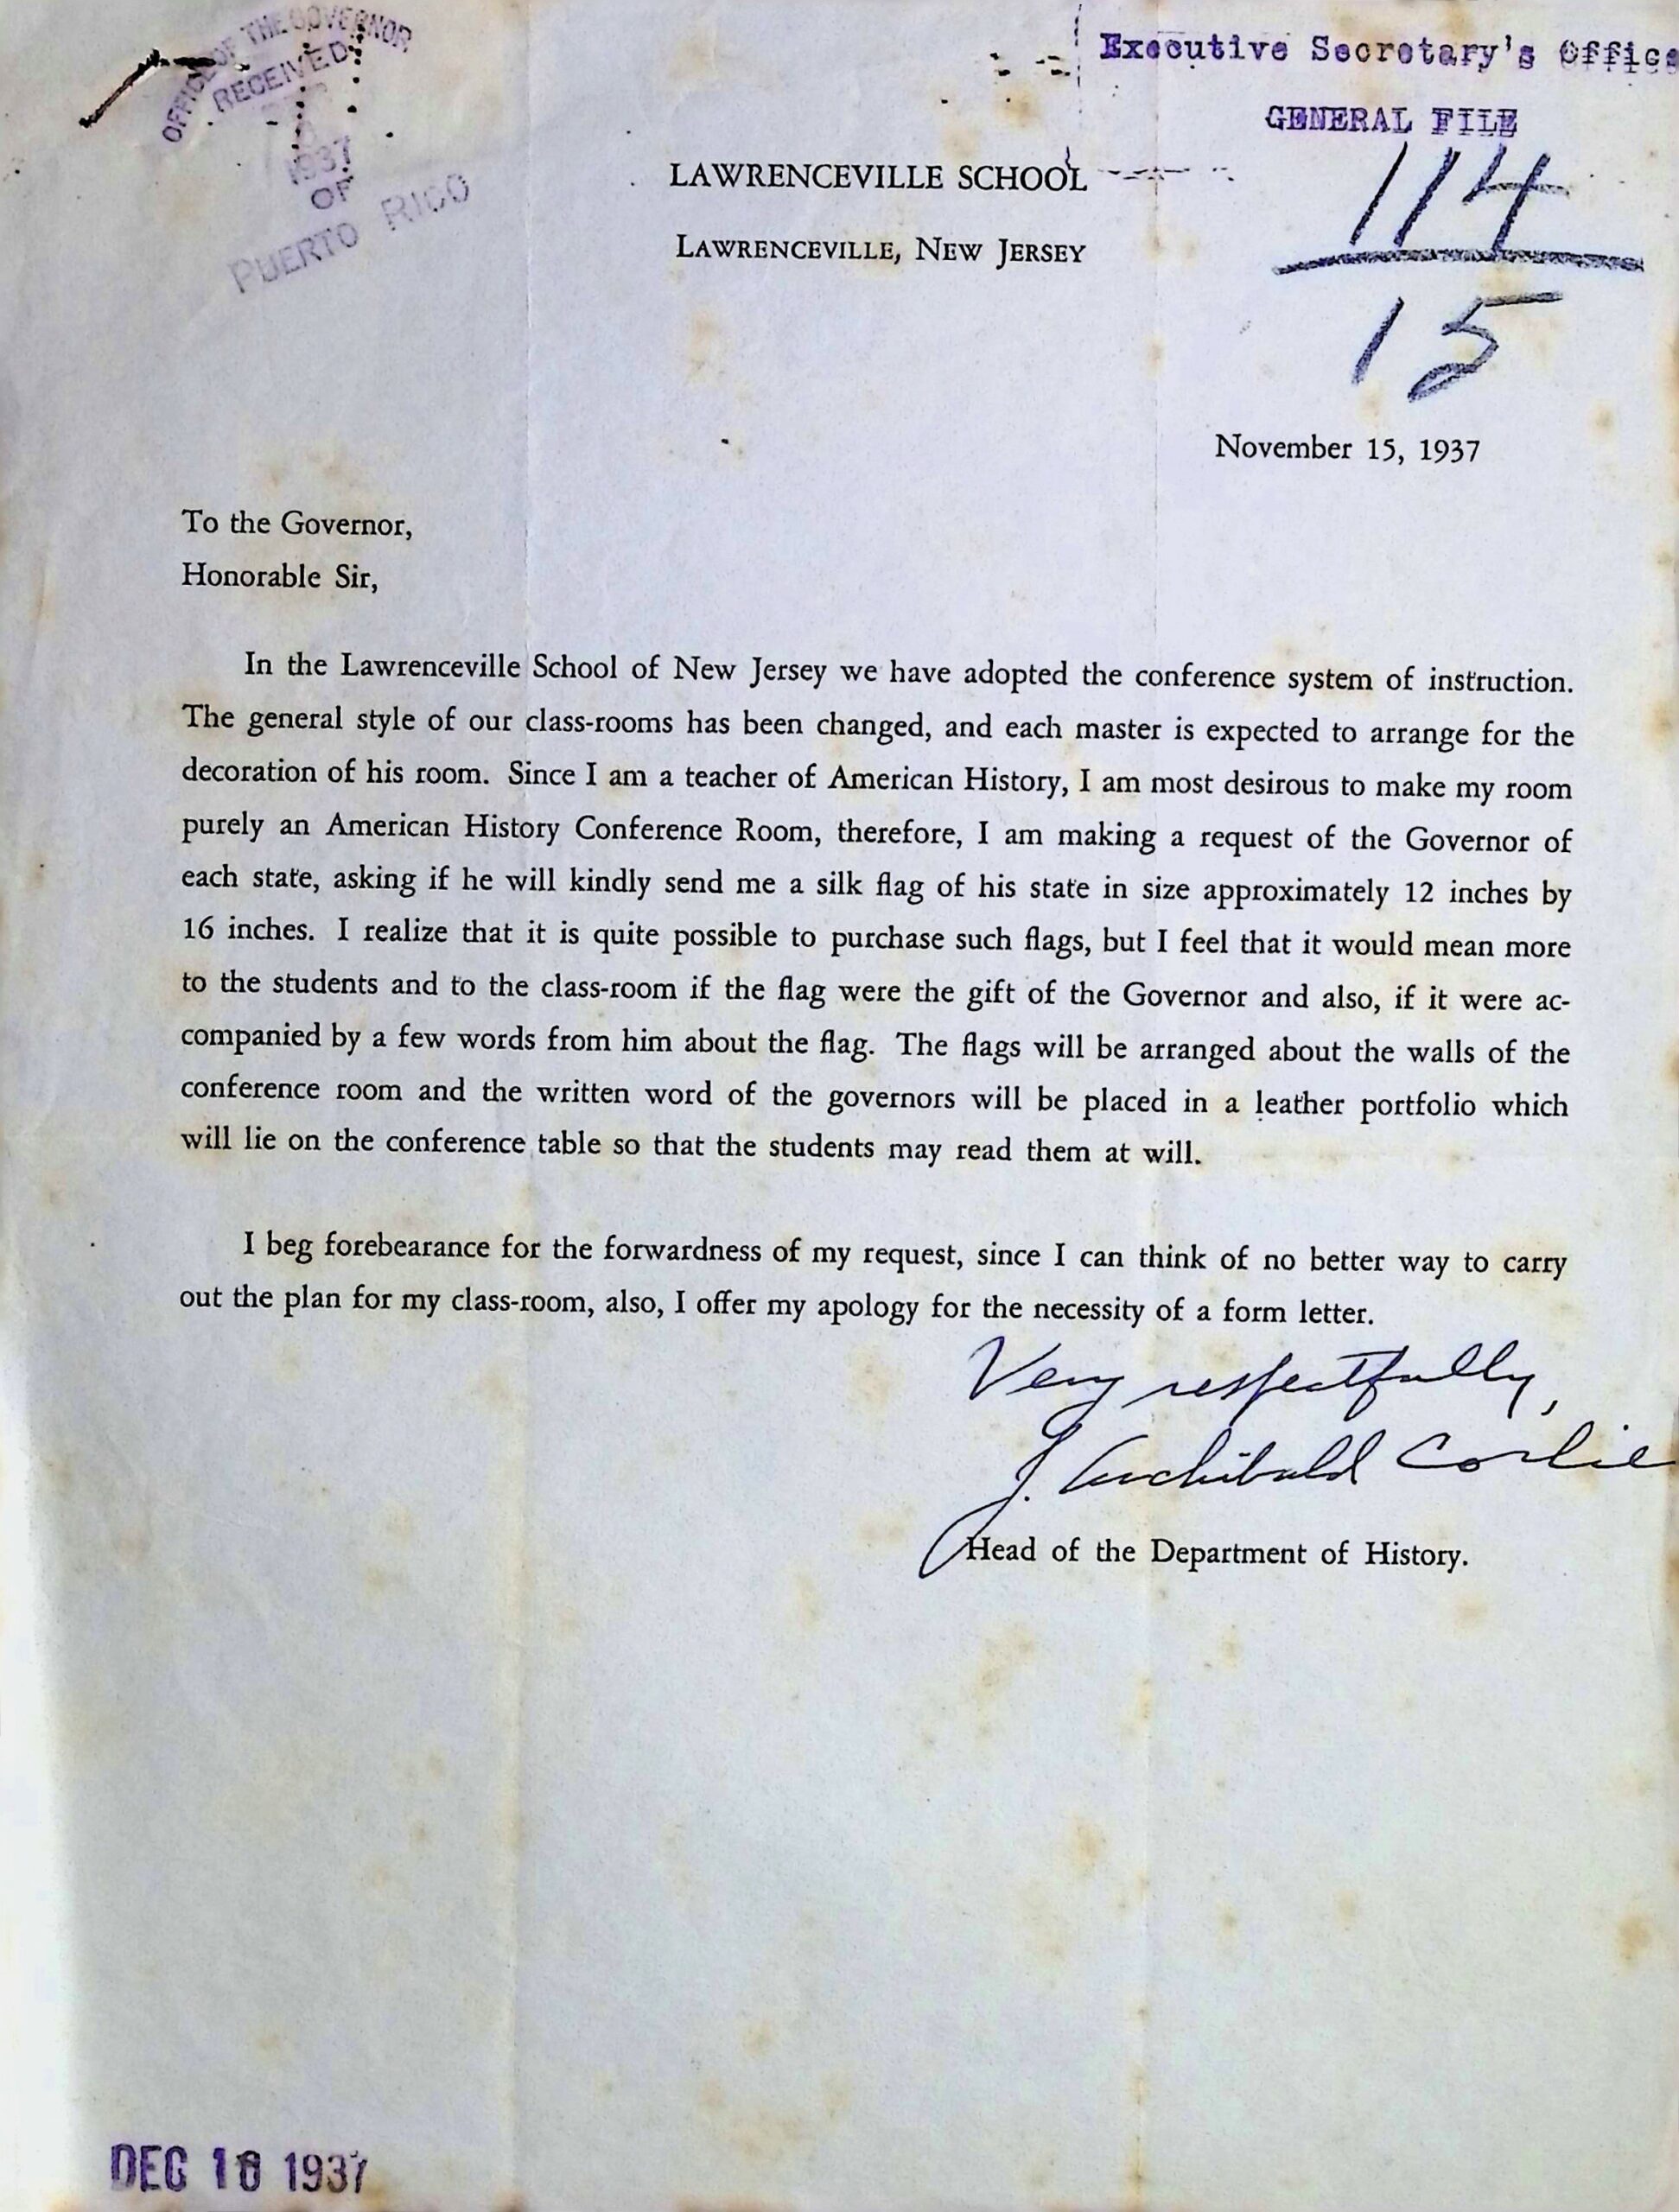 Executive Secretary's Office
GENERAL FILE
OFFICE OF THE GOVERNOR
RECEIVED
1937
OF
PUERTO RICO
114
15
LAWRENCEVILLE SCHOOL
LAWRENCEVILLE, NEW JERSEY
November 15, 1937
To the Governor,
Honorable Sir,
In the Lawrenceville School of New Jersey we have adopted the conference system of instruction.
The general style of our class-rooms has been changed, and each master is expected to arrange for the
decoration of his room. Since I am a teacher of American History, I am most desirous to make my room
purely an American History Conference Room, therefore, I am making a request of the Governor of
each state, asking if he will kindly send me a silk flag of his state in size approximately 12 inches by
16 inches. I realize that it is quite possible to purchase such flags, but I feel that it would mean more
to the students and to the class-room if the flag were the gift of the Governor and also, if it were ac-
companied by a few words from him about the flag. The flags will be arranged about the walls of the
conference room and the written word of the governors will be placed in a leather portfolio which
will lie on the conference table so that the students may read them at will.
I beg forebearance for the forwardness of my request, since I can think of no better way to carry
out the plan for my class-room, also, I offer my apology for the necessity of a form letter.
Very respectfully,
J. Archibald Corlie
Head of the Department of History.
DEC 1 1937